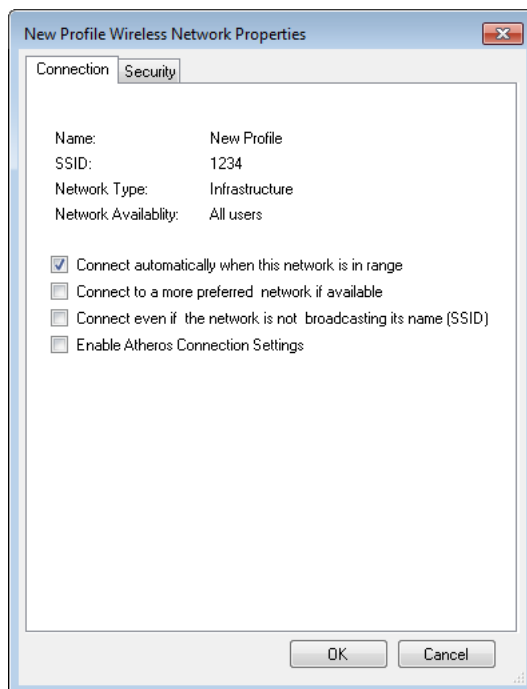 New Profile Wireless Network Properties
Connection Security
Name: New Profile
SSID: 1234
Network Type: Infrastructure
Network Availablity: All users
Connect automatically when this network is in range
Connect to a more preferred network if available
Connect even if the network is not broadcasting its name (SSID)
Enable Atheros Connection Settings
OK Cancel